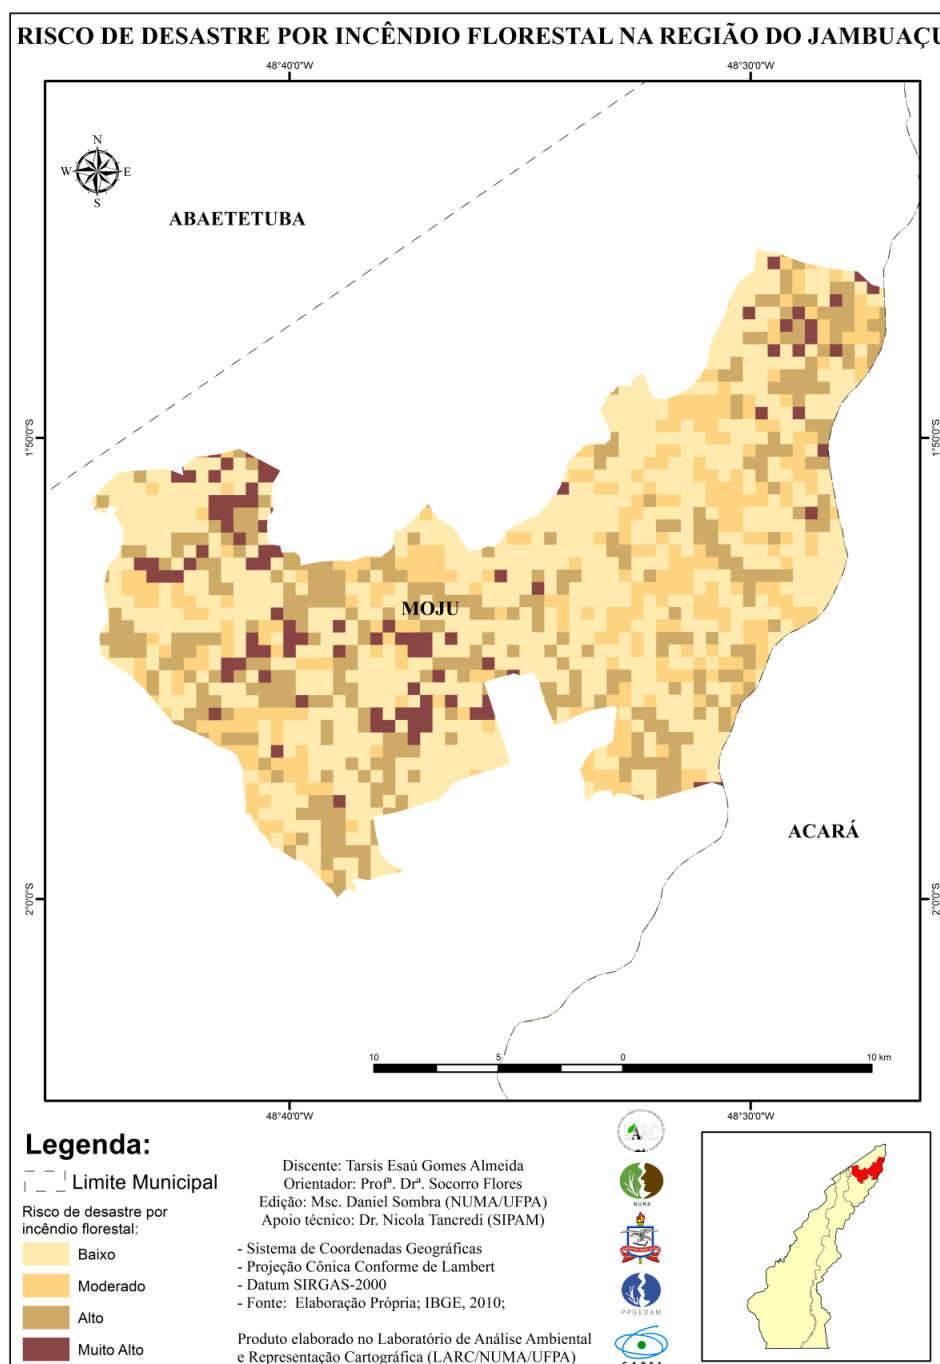 RISCO DE DESASTRE POR INCÊNDIO FLORESTAL NA REGIÃO DO JAMBUAÇU
48°40'0"W
48°30'0"W
N
W
E
S
ABAETETUBA
1°50'0"S
1°50'0"S
MOJU
ACARÁ
2°0'0"S
2°0'0"S
10
5
0
10 km
48°40'0"W
48°30'0"W
Legenda:
Limite Municipal
Risco de desastre por
incêndio florestal:
Baixo
Moderado
Alto
Muito Alto
Discente: Tarsis Esaú Gomes Almeida
Orientador: Profª. Drª. Socorro Flores
Edição: Msc. Daniel Sombra (NUMA/UFPA)
Apoio técnico: Dr. Nicola Tancredi (SIPAM)
- Sistema de Coordenadas Geográficas
- Projeção Cônica Conforme de Lambert
- Datum SIRGAS-2000
- Fonte: Elaboração Própria; IBGE, 2010;
Produto elaborado no Laboratório de Análise Ambiental
e Representação Cartográfica (LARC/NUMA/UFPA)
LARC
NUMA
PPGEDAM
CAPES